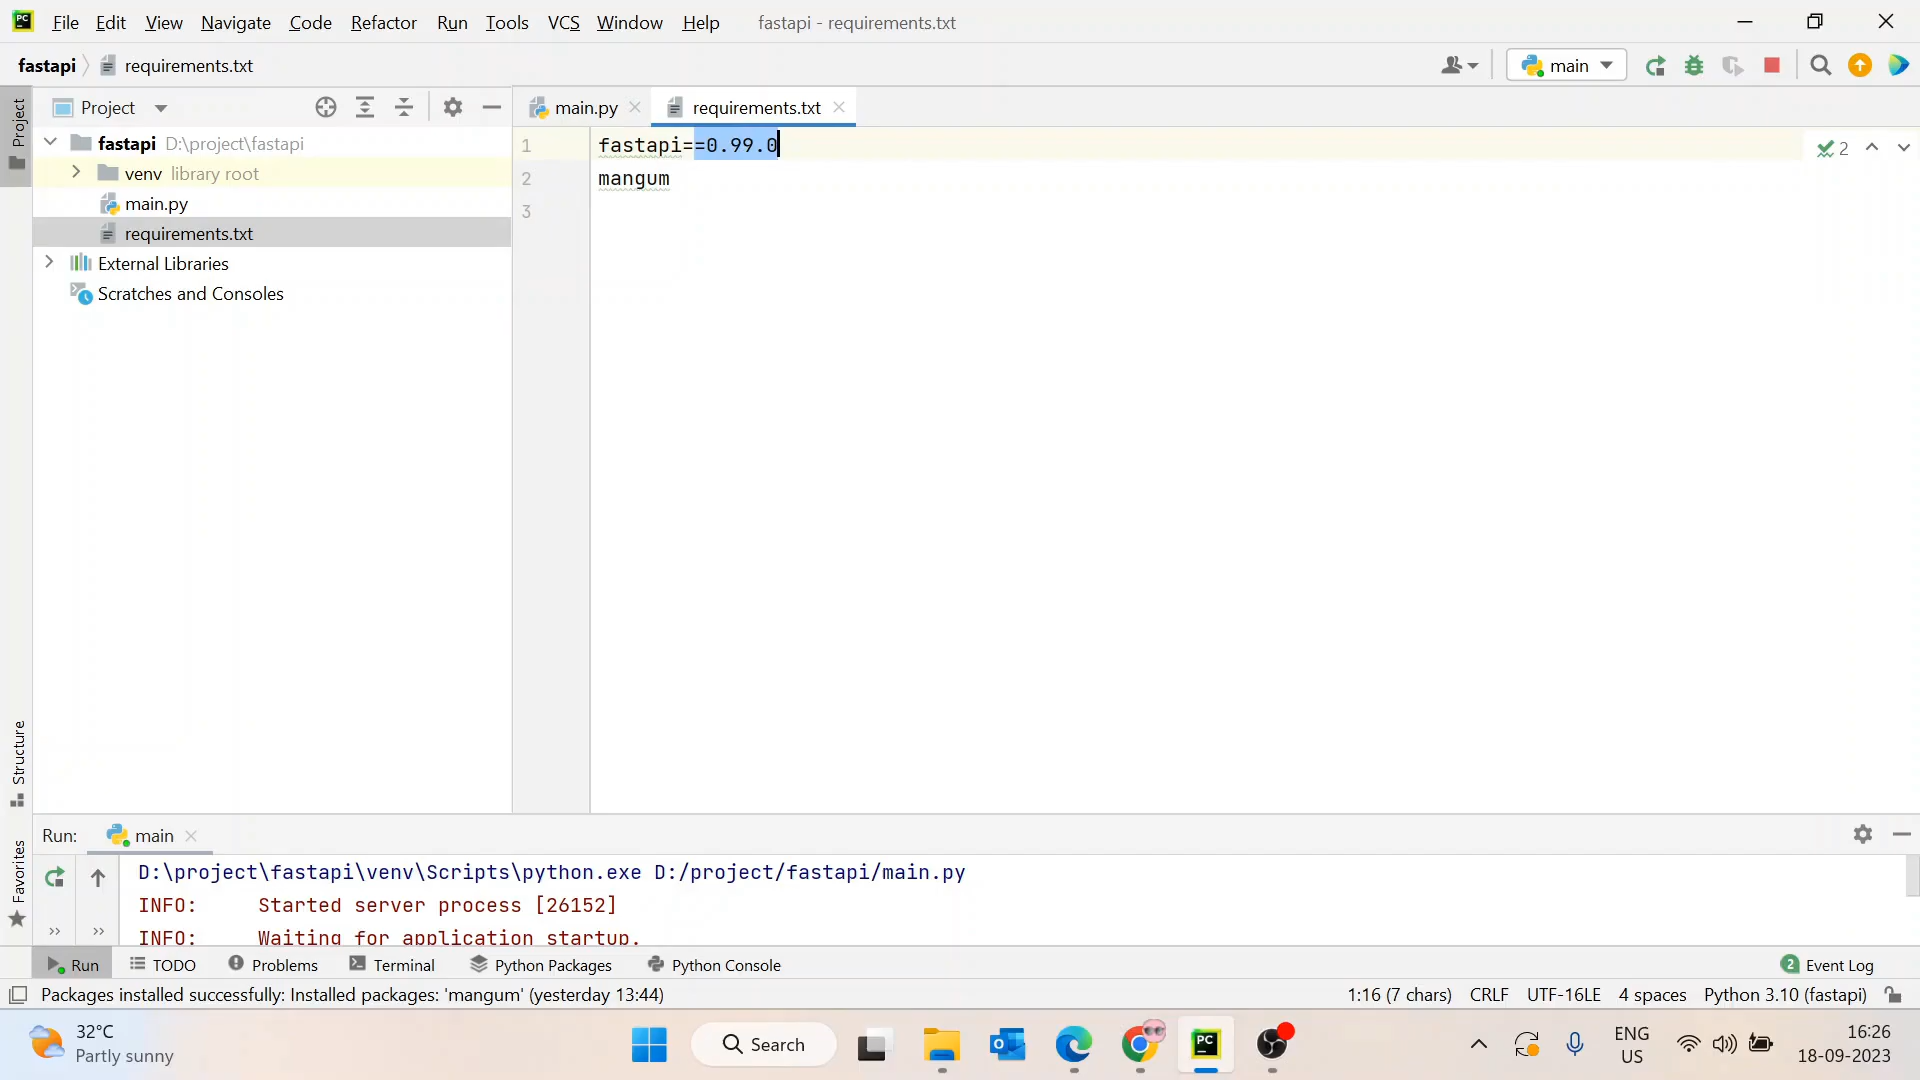 PC File Edit View Navigate Code Refactor Run Tools VCS Window Help fastapi - requirements.txt
fastapi requirements.txt main
Project
Project
main.py
requirements.txt
fastapi D:\project\fastapi
venv library root
main.py
requirements.txt
External Libraries
Scratches and Consoles
1 fastapi==0.99.0
2 mangum
3
2
Structure
Favorites
Run: main
D:\project\fastapi\venv\Scripts\python.exe D:/project/fastapi/main.py
INFO: Started server process [26152]
INFO: Waiting for application startup.
Run TODO Problems Terminal Python Packages Python Console 2 Event Log
Packages installed successfully: Installed packages: 'mangum' (yesterday 13:44) 1:16 (7 chars) CRLF UTF-16LE 4 spaces Python 3.10 (fastapi)
32°C
Partly sunny
Search
PC
ENG
US
16:26
18-09-2023